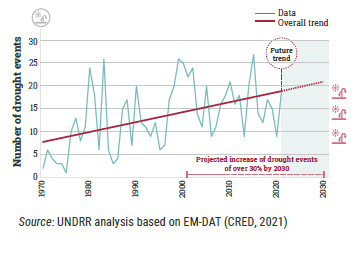 Data
Overall trend
Number of drought events
30
25
20
15
10
5
0
Future
trend
Projected increase of drought events
of over 30% by 2030
1970
1980
1990
2000
2010
2020
2030
Source: UNDRR analysis based on EM-DAT (CRED, 2021)